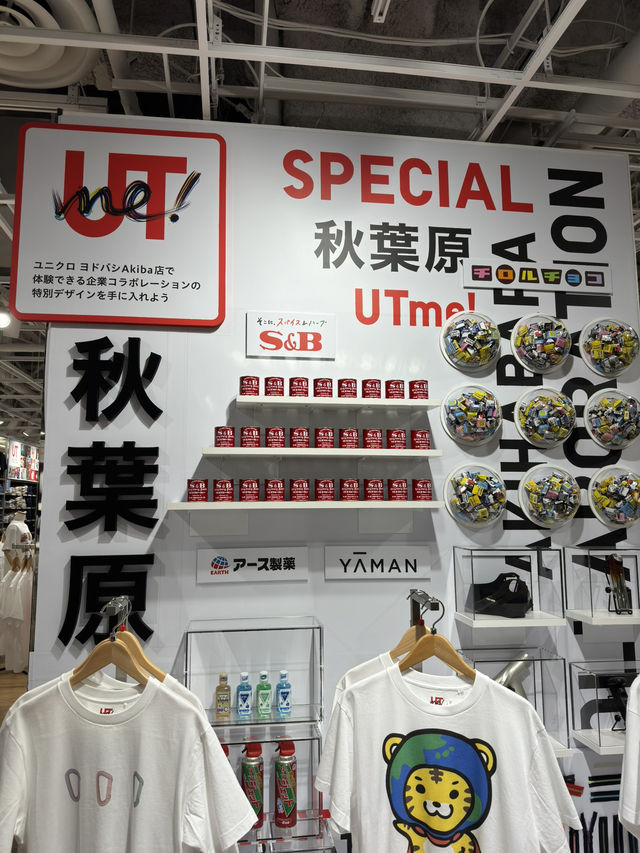 UT
me!
ユニクロ ヨドバシAkiba店で
体験できる企業コラボレーションの
特別デザインを手に入れよう
SPECIAL
秋葉原
UTme!
チロルチョコ
AKIHABARA
秋葉原
そこに、スパイス&ハーブ
S&B
EARTH アース製薬
YAMAN
UT